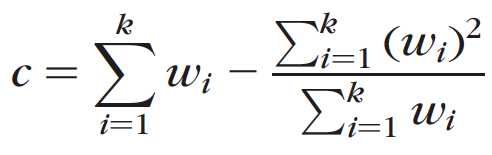 c = \sum_{i=1}^{k} w_i - \frac{\sum_{i=1}^{k} (w_i)^2}{\sum_{i=1}^{k} w_i}